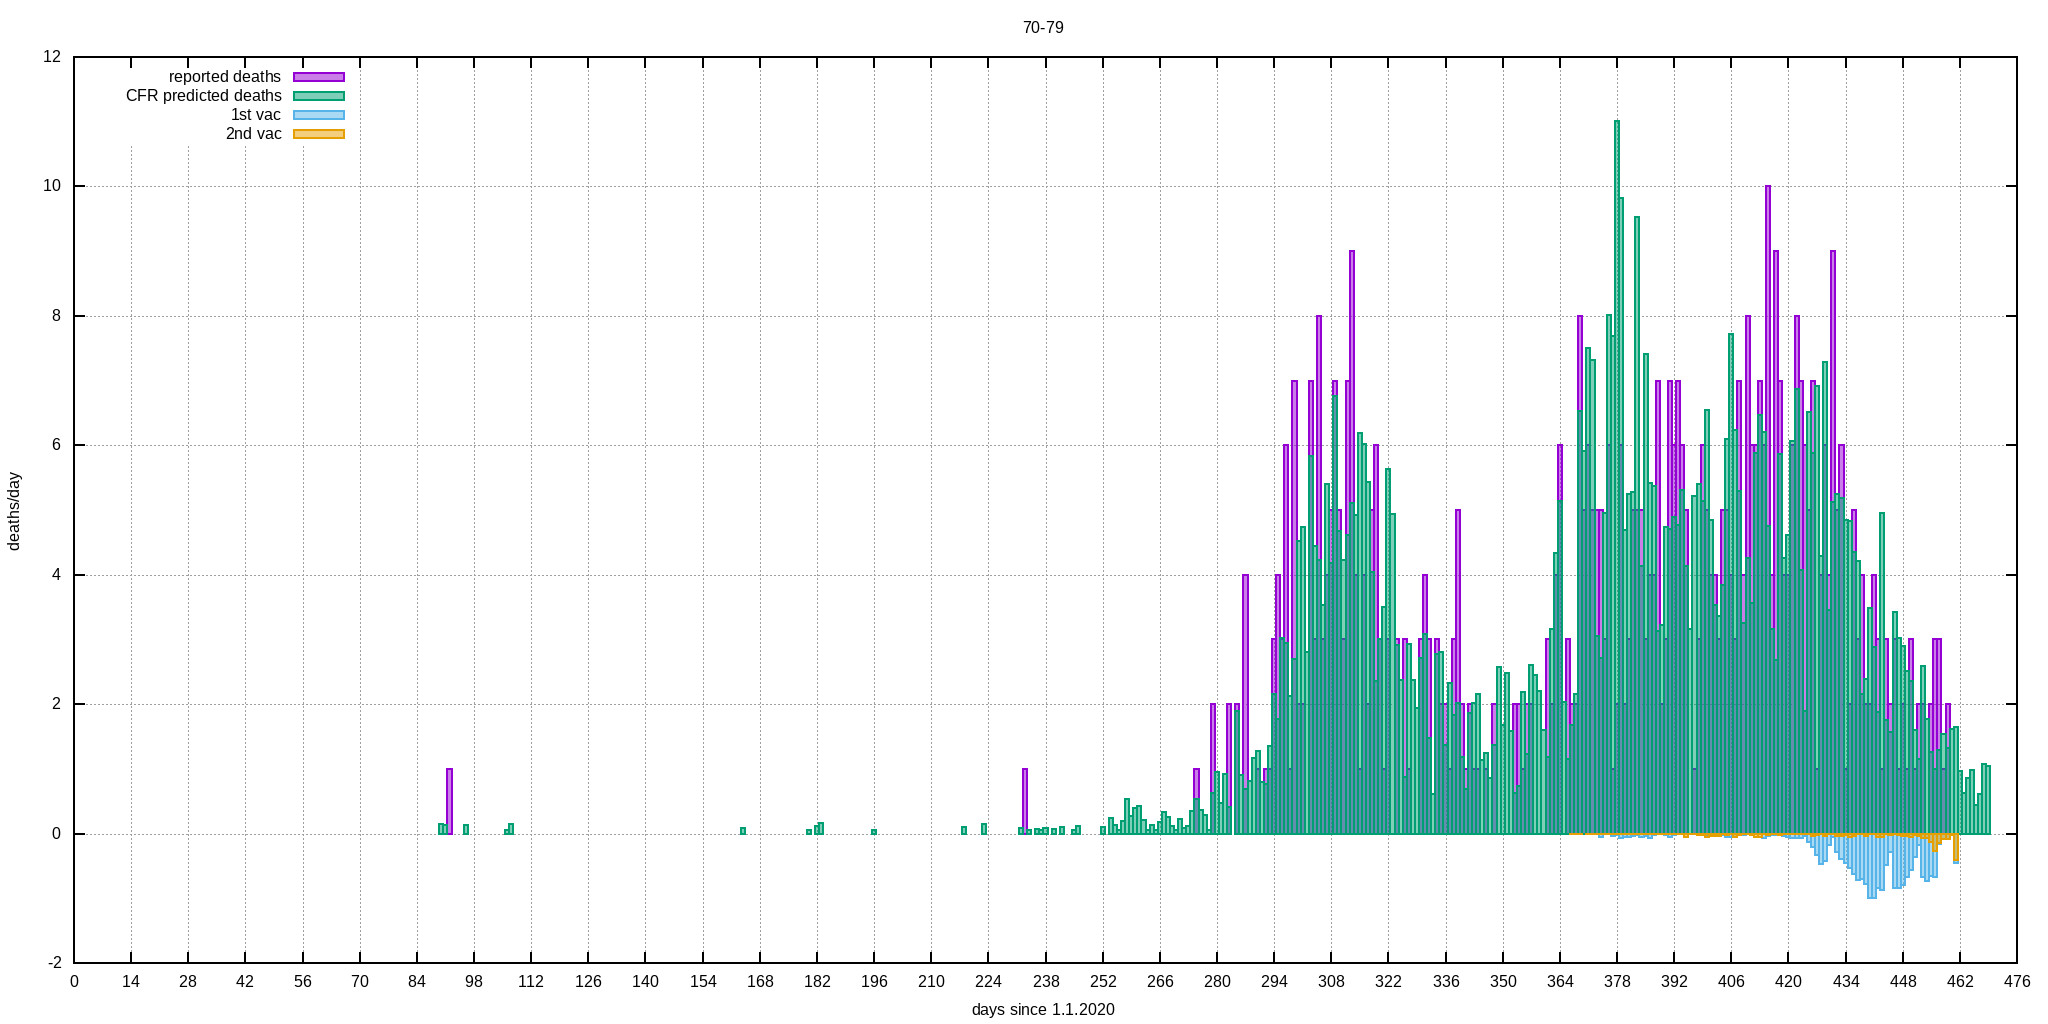 70-79
12
10
8
6
4
2
0
-2
deaths/day
reported deaths
CFR predicted deaths
1st vac
2nd vac
0 14 28 42 56 70 84 98 112 126 140 154 168 182 196 210 224 238 252 266 280 294 308 322 336 350 364 378 392 406 420 434 448 462 476
days since 1.1.2020